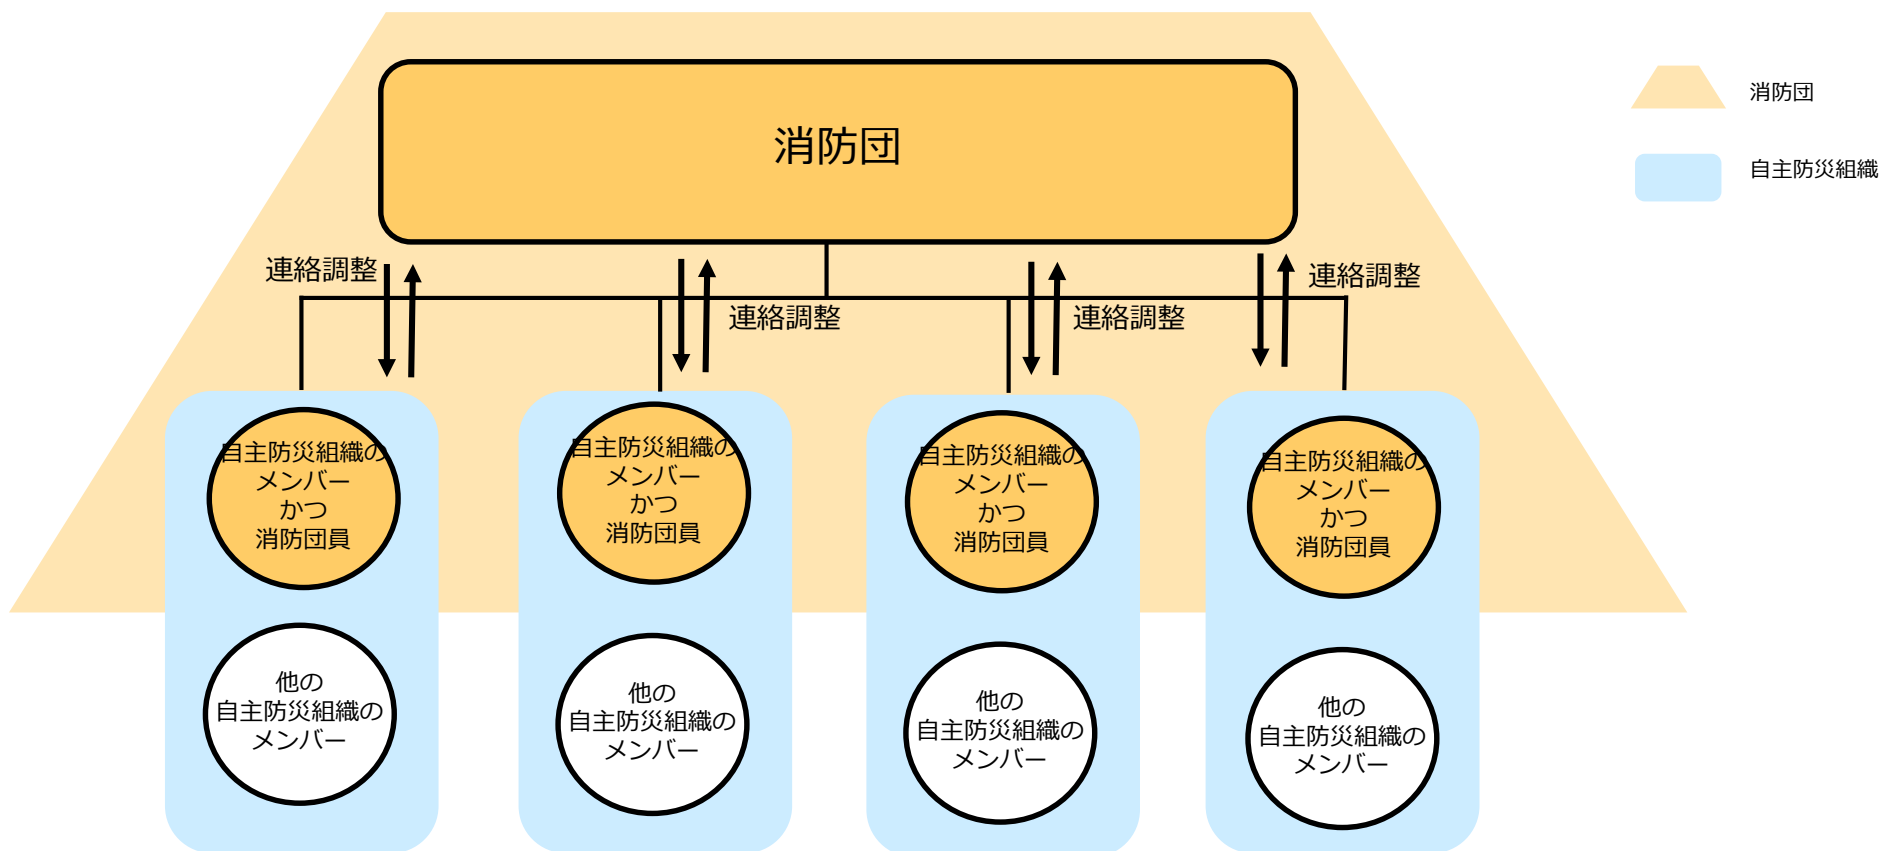 消防団
消防団
自主防災組織
連絡調整
連絡調整
連絡調整
連絡調整
自主防災組織の
メンバー
かつ
消防団員
自主防災組織の
メンバー
かつ
消防団員
自主防災組織の
メンバー
かつ
消防団員
自主防災組織の
メンバー
かつ
消防団員
他の
自主防災組織の
メンバー
他の
自主防災組織の
メンバー
他の
自主防災組織の
メンバー
他の
自主防災組織の
メンバー